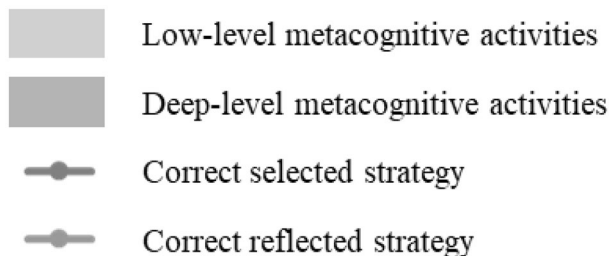 Low-level metacognitive activities
Deep-level metacognitive activities
Correct selected strategy
Correct reflected strategy